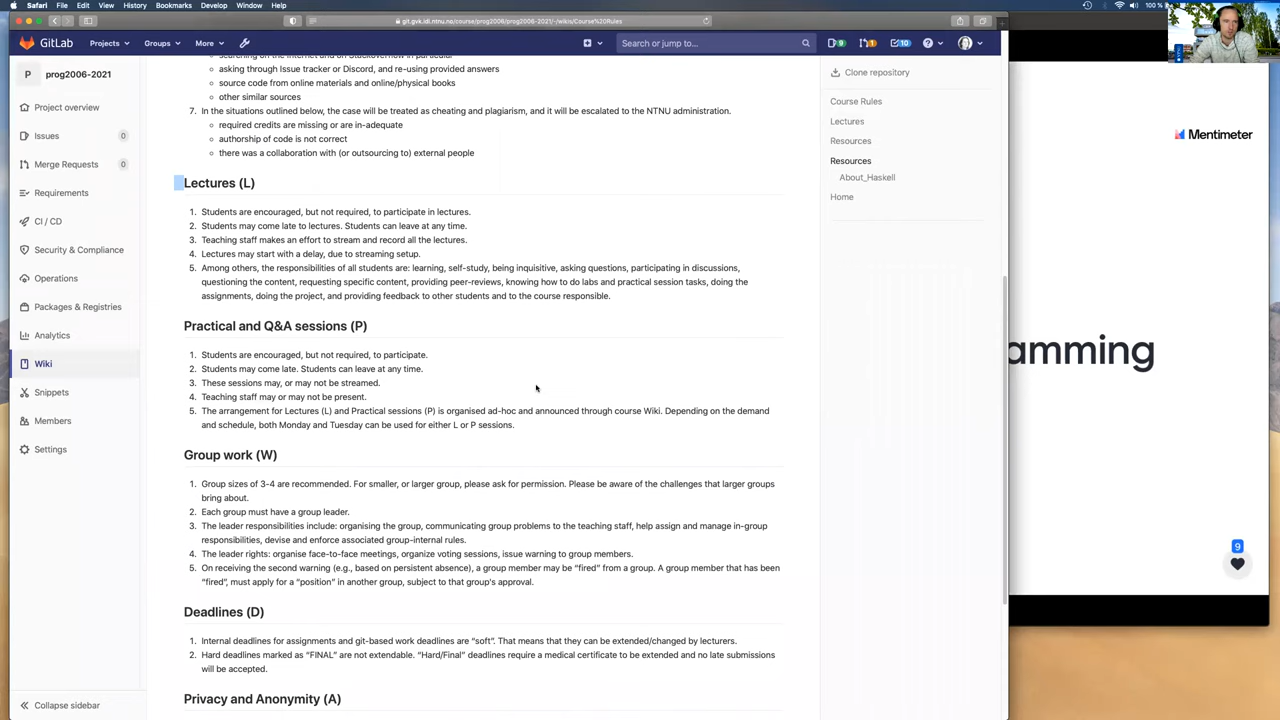 Safari File Edit View History Bookmarks Develop Window Help
100 %
git.gvk.idi.ntnu.no/course/prog2006/prog2006-2021/-/wikis/Course%20Rules
GitLab Projects Groups More Search or jump to... 9 1 10
P prog2006-2021
Project overview
Issues 0
Merge Requests 0
Requirements
CI / CD
Security & Compliance
Operations
Packages & Registries
Analytics
Wiki
Snippets
Members
Settings
Collapse sidebar
searching on the Internet and on StackOverflow in particular
asking through Issue tracker or Discord, and re-using provided answers
source code from online materials and online/physical books
other similar sources
7. In the situations outlined below, the case will be treated as cheating and plagiarism, and it will be escalated to the NTNU administration.
required credits are missing or are in-adequate
authorship of code is not correct
there was a collaboration with (or outsourcing to) external people
Lectures (L)
1. Students are encouraged, but not required, to participate in lectures.
2. Students may come late to lectures. Students can leave at any time.
3. Teaching staff makes an effort to stream and record all the lectures.
4. Lectures may start with a delay, due to streaming setup.
5. Among others, the responsibilities of all students are: learning, self-study, being inquisitive, asking questions, participating in discussions,
questioning the content, requesting specific content, providing peer-reviews, knowing how to do labs and practical session tasks, doing the
assignments, doing the project, and providing feedback to other students and to the course responsible.
Practical and Q&A sessions (P)
1. Students are encouraged, but not required, to participate.
2. Students may come late. Students can leave at any time.
3. These sessions may, or may not be streamed.
4. Teaching staff may or may not be present.
5. The arrangement for Lectures (L) and Practical sessions (P) is organised ad-hoc and announced through course Wiki. Depending on the demand
and schedule, both Monday and Tuesday can be used for either L or P sessions.
Group work (W)
1. Group sizes of 3-4 are recommended. For smaller, or larger group, please ask for permission. Please be aware of the challenges that larger groups
bring about.
2. Each group must have a group leader.
3. The leader responsibilities include: organising the group, communicating group problems to the teaching staff, help assign and manage in-group
responsibilities, devise and enforce associated group-internal rules.
4. The leader rights: organise face-to-face meetings, organize voting sessions, issue warning to group members.
5. On receiving the second warning (e.g., based on persistent absence), a group member may be “fired” from a group. A group member that has been
“fired”, must apply for a “position” in another group, subject to that group's approval.
Deadlines (D)
1. Internal deadlines for assignments and git-based work deadlines are “soft”. That means that they can be extended/changed by lecturers.
2. Hard deadlines marked as “FINAL” are not extendable. “Hard/Final” deadlines require a medical certificate to be extended and no late submissions
will be accepted.
Privacy and Anonymity (A)
Clone repository
Course Rules
Lectures
Resources
Resources
About_Haskell
Home
Mentimeter
amming
9